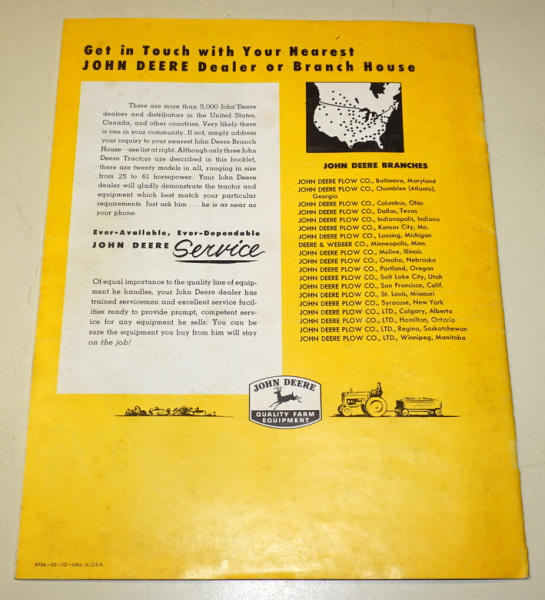 Get in Touch with Your Nearest
JOHN DEERE Dealer or Branch House
There are more than 5,000 John Deere
dealers and distributors in the United States,
Canada, and other countries. Very likely there
is one in your community. If not, simply address
your inquiry to your nearest John Deere Branch
House—see list at right. Although only three John
Deere Tractors are described in this booklet,
there are twenty models in all, ranging in size
from 25 to 61 horsepower. Your John Deere
dealer will gladly demonstrate the tractor and
equipment which best match your particular
requirements. Just ask him . . . he is as near as
your phone.
Ever-Available, Ever-Dependable
JOHN DEERE Service
Of equal importance to the quality line of equip-
ment he handles, your John Deere dealer has
trained servicemen and excellent service facil-
ities ready to provide prompt, competent serv-
ice for any equipment he sells. You can be
sure the equipment you buy from him will stay
on the job!
JOHN DEERE BRANCHES
JOHN DEERE PLOW CO., Baltimore, Maryland
JOHN DEERE PLOW CO., Chamblee (Atlanta),
Georgia
JOHN DEERE PLOW CO., Columbus, Ohio
JOHN DEERE PLOW CO., Dallas, Texas
JOHN DEERE PLOW CO., Indianapolis, Indiana
JOHN DEERE PLOW CO., Kansas City, Mo.
JOHN DEERE PLOW CO., Lansing, Michigan
DEERE & WEBBER CO., Minneapolis, Minn.
JOHN DEERE PLOW CO., Moline, Illinois
JOHN DEERE PLOW CO., Omaha, Nebraska
JOHN DEERE PLOW CO., Portland, Oregon
JOHN DEERE PLOW CO., Salt Lake City, Utah
JOHN DEERE PLOW CO., San Francisco, Calif.
JOHN DEERE PLOW CO., St. Louis, Missouri
JOHN DEERE PLOW CO., Syracuse, New York
JOHN DEERE PLOW CO., LTD., Calgary, Alberta
JOHN DEERE PLOW CO., LTD., Hamilton, Ontario
JOHN DEERE PLOW CO., LTD., Regina, Saskatchewan
JOHN DEERE PLOW CO., LTD., Winnipeg, Manitoba
JOHN DEERE
QUALITY FARM
EQUIPMENT
Litho. in U.S.A.